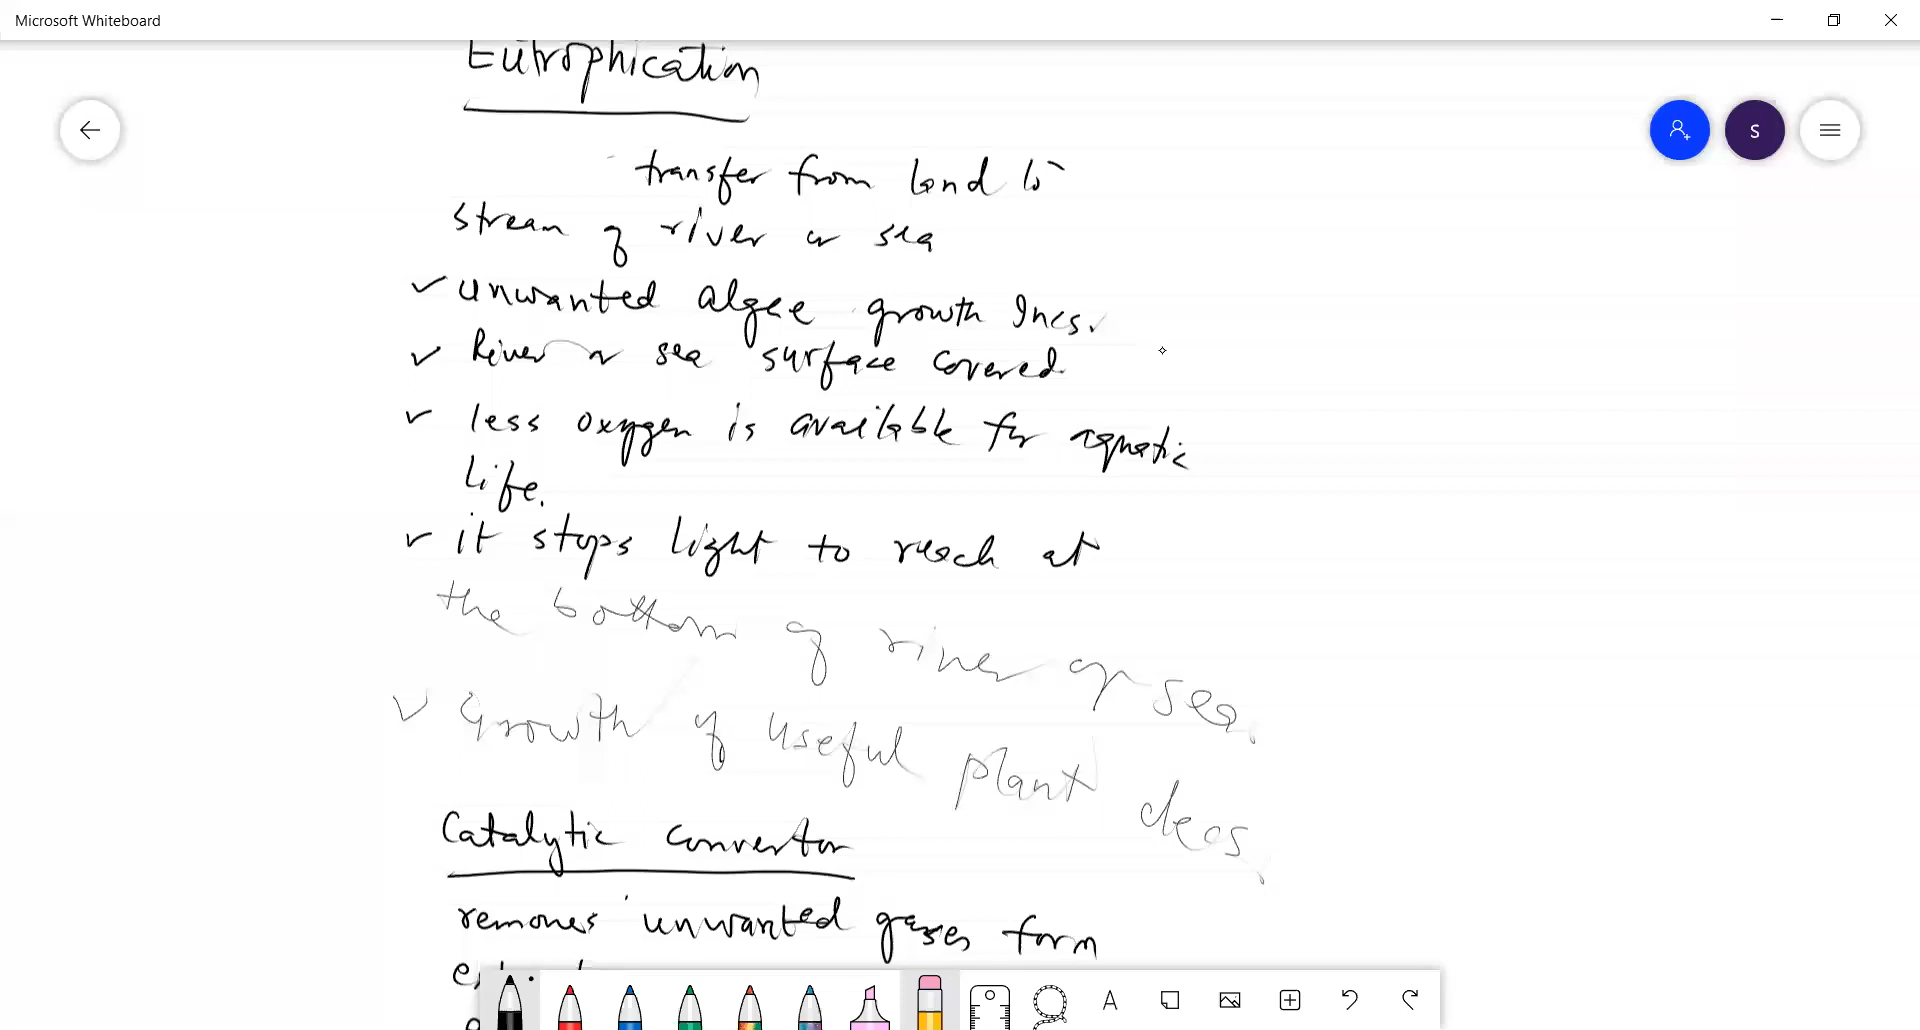 Microsoft Whiteboard
Eutrophication
S
transfer from land to
stream of river or sea
✓ unwanted algee growth Incs.
✓ River or sea surface covered.
✓ less oxygen is available for aquatic
life.
✓ it stops light to reach at
the bottom of river or sea.
✓ Growth of useful plant decs.
Catalytic convertor
removes unwanted gases form